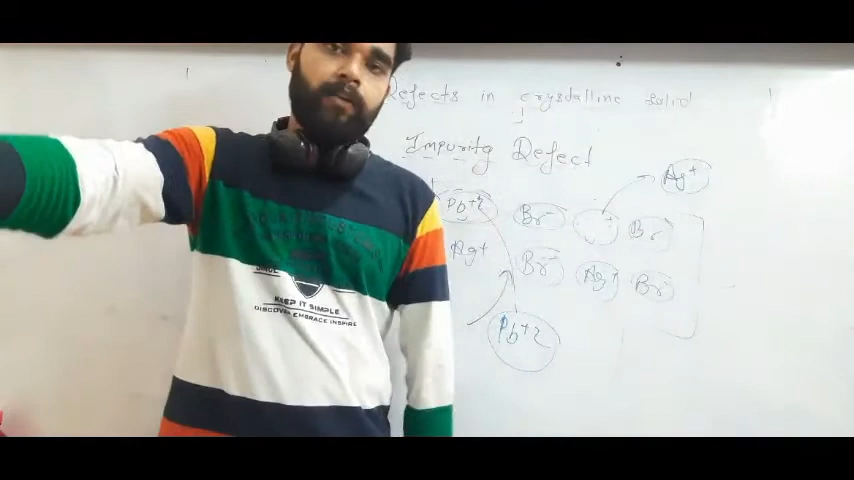 Defects in crystalline solid
Impurity Defect
Ag+
Pb+2 Br- + Br-
Ag+ Br- Ag+ Br-
Pb+2
SINCE
KEEP IT SIMPLE
DISCOVER EMBRACE INSPIRE